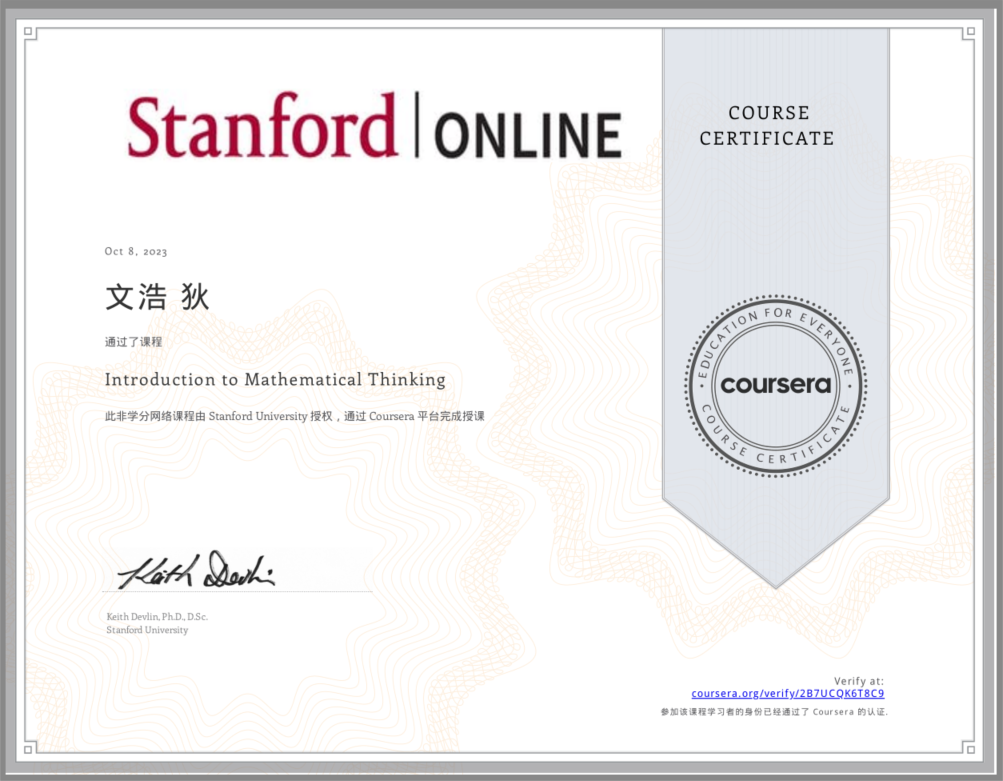 Stanford | ONLINE
COURSE
CERTIFICATE
Oct 8, 2023
文浩 狄
通过了课程
Introduction to Mathematical Thinking
此非学分网络课程由 Stanford University 授权，通过 Coursera 平台完成授课
EDUCATION FOR EVERYONE
coursera
COURSE CERTIFICATE
Keith Devlin
Keith Devlin, Ph.D., D.Sc.
Stanford University
Verify at:
coursera.org/verify/2B7UCQK6T8C9
参加该课程学习者的身份已经通过了 Coursera 的认证.